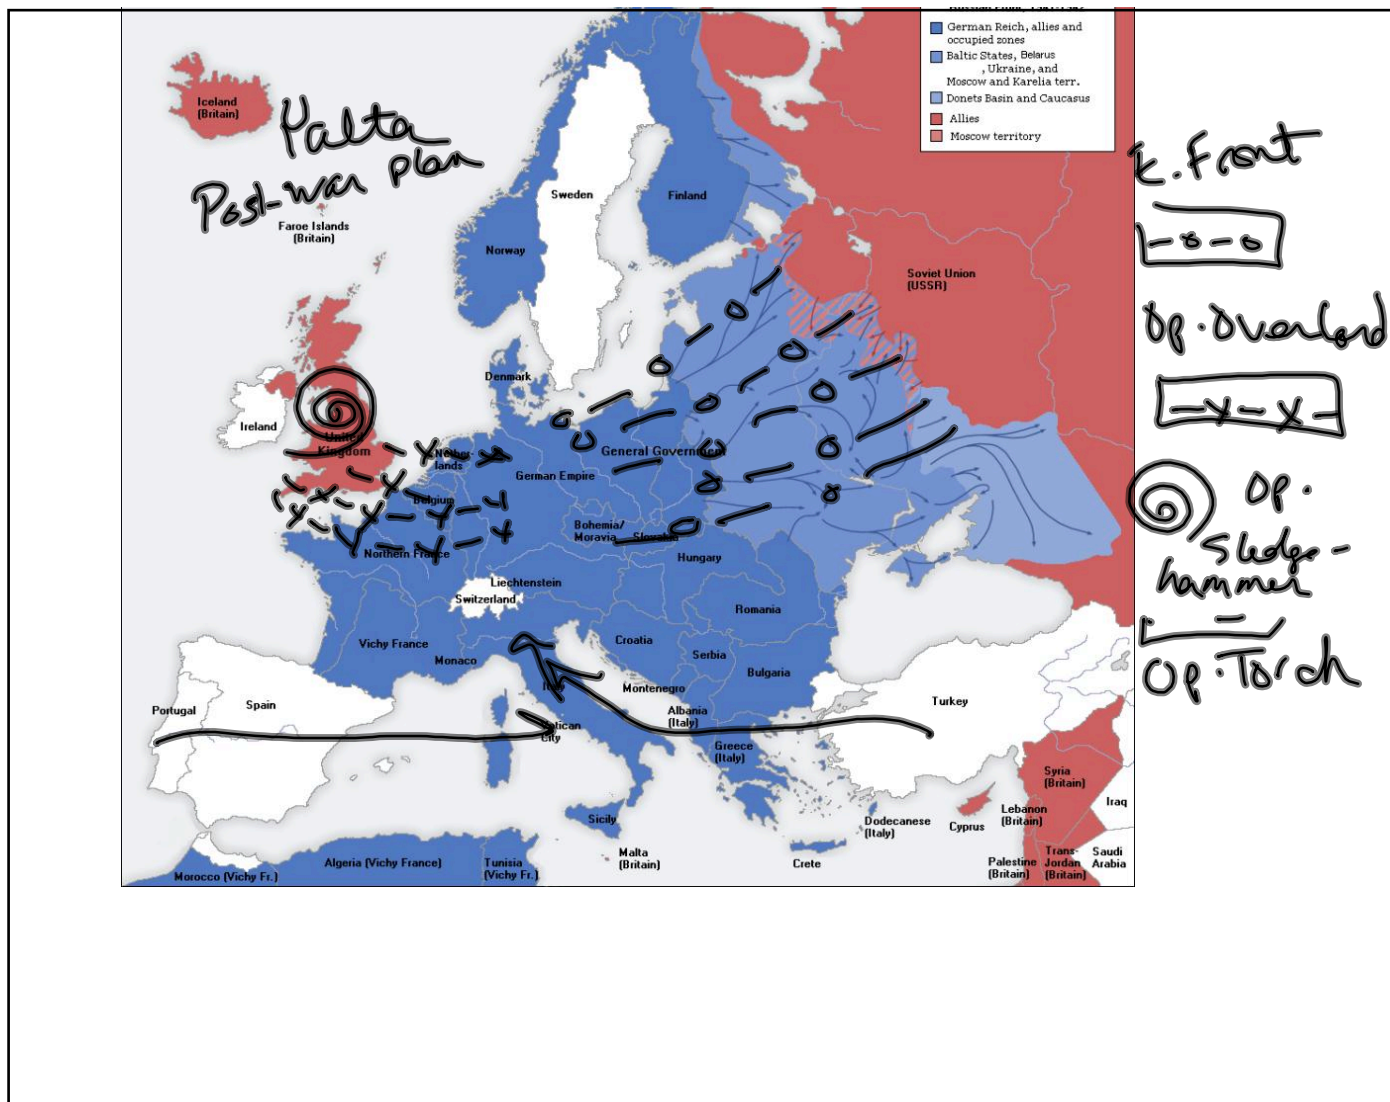 German Reich, allies and
occupied zones
Baltic States, Belarus
, Ukraine, and
Moscow and Karelia terr.
Donets Basin and Caucasus
Allies
Moscow territory
Iceland
(Britain)
Yalta
Post-war plan
Faroe Islands
(Britain)
Sweden
Finland
Norway
Soviet Union
(USSR)
Denmark
Ireland
United
Kingdom
Nether-
lands
Belgium
German Empire
General Government
Bohemia/
Moravia
Slovakia
Northern France
Hungary
Liechtenstein
Switzerland
Romania
Vichy France
Croatia
Monaco
Serbia
Bulgaria
Italy
Montenegro
Portugal
Spain
Turkey
Albania
(Italy)
Vatican
City
Greece
(Italy)
Syria
(Britain)
Iraq
Lebanon
(Britain)
Sicily
Dodecanese
(Italy)
Cyprus
Malta
(Britain)
Crete
Algeria (Vichy France)
Tunisia
(Vichy Fr.)
Morocco (Vichy Fr.)
Palestine
(Britain)
Trans-
Jordan
(Britain)
Saudi
Arabia
E. Front
Op. Overlord
Op.
Sledge-
hammer
Op. Torch